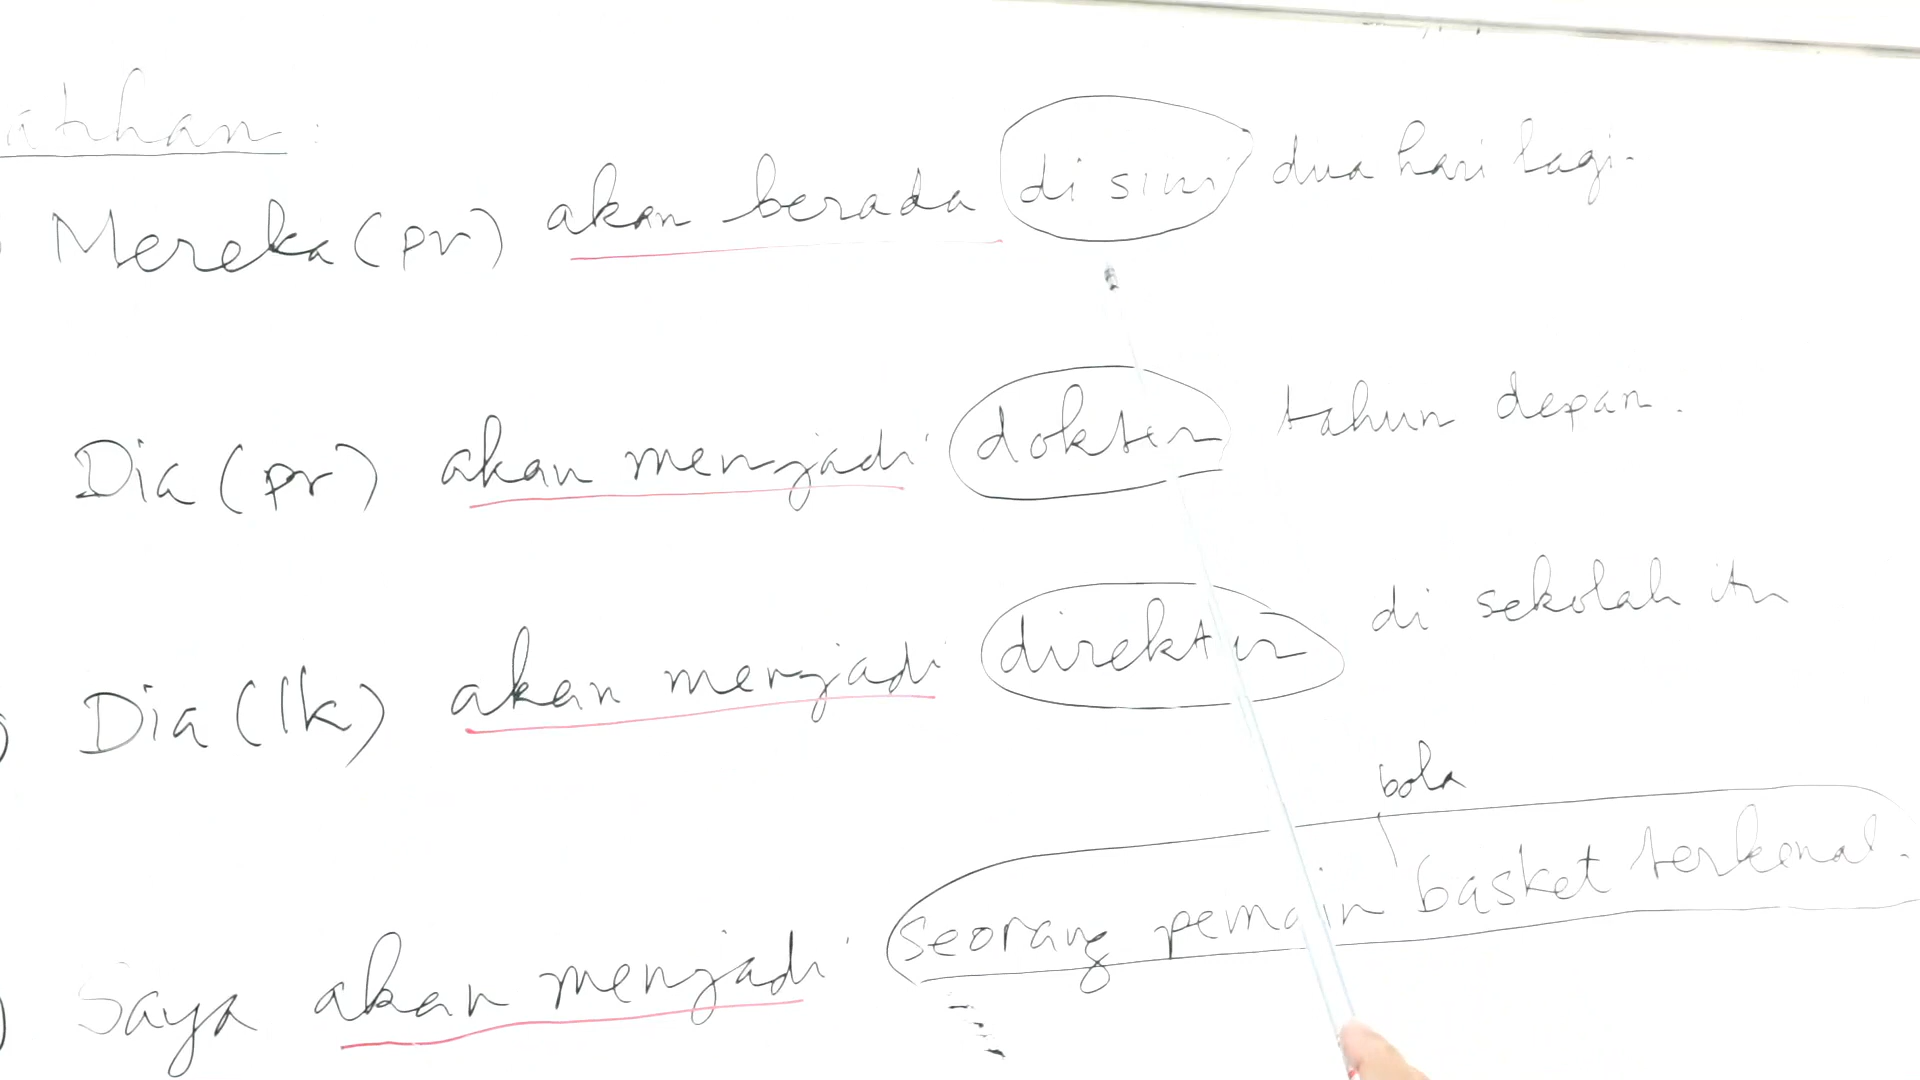 atihan :
Mereka (pr) akan berada di sini dua hari lagi.
Dia (pr) akan menjadi dokter tahun depan.
Dia (lk) akan menjadi direktur di sekolah itu
bola
Saya akan menjadi seorang pemain basket terkenal.